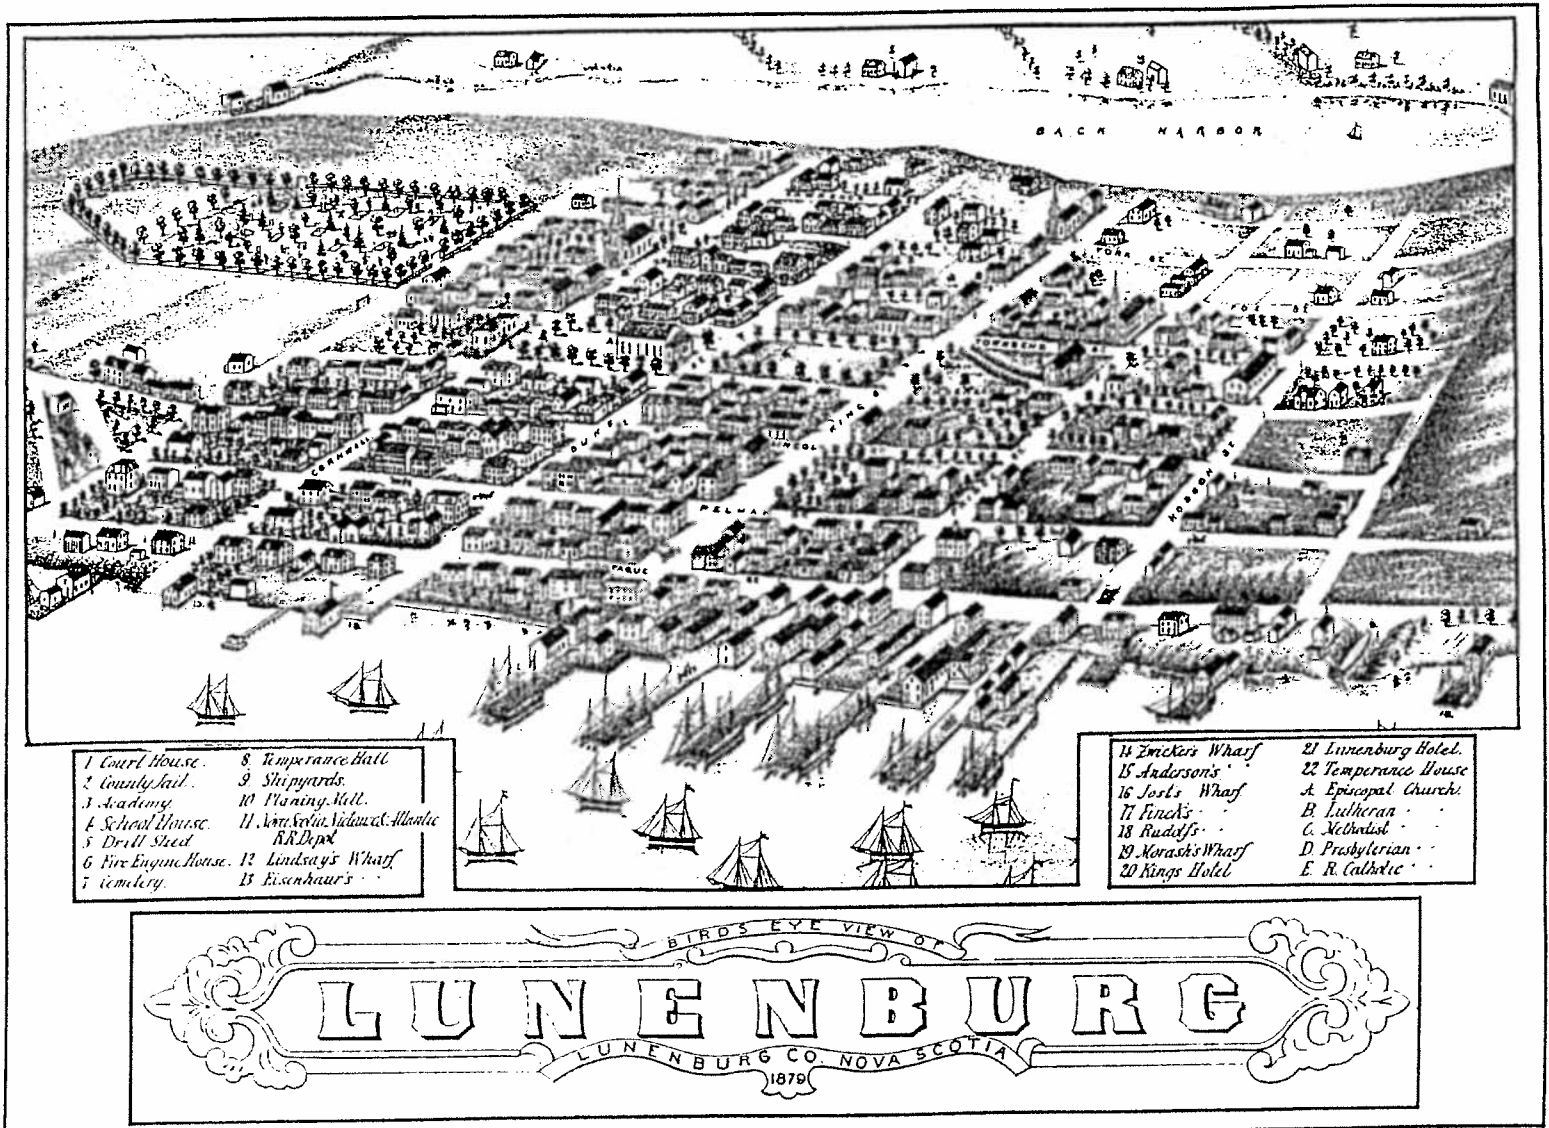 BACK HARBOR
YORK
FOX ST
TOWNSEND
KING S
LINCOL
CORNWALL
DUKE
HOBSON ST
PELHAM
1 Court House.
2 County Jail.
3 Academy.
4 School House.
5 Drill Shed
6 Fire Engine House.
7 Cemetery.
8 Temperance Hall
9 Shipyards.
10 Planing Mill.
11 Nova Scotia Atlantic
R.R. Depot
12 Lindsay's Wharf
13 Eisenhaur's " "
14 Zwicker's Wharf
15 Anderson's " "
16 Jost's Wharf
17 Finck's " "
18 Rudolf's " "
19 Morash's Wharf
20 Kings Hotel
21 Lunenburg Hotel.
22 Temperance House
A. Episcopal Church.
B. Lutheran " "
C. Methodist " "
D. Presbyterian " "
E. R. Catholic " "
BIRDS EYE VIEW OF
LUNENBURG
LUNENBURG CO. NOVA SCOTIA
1879